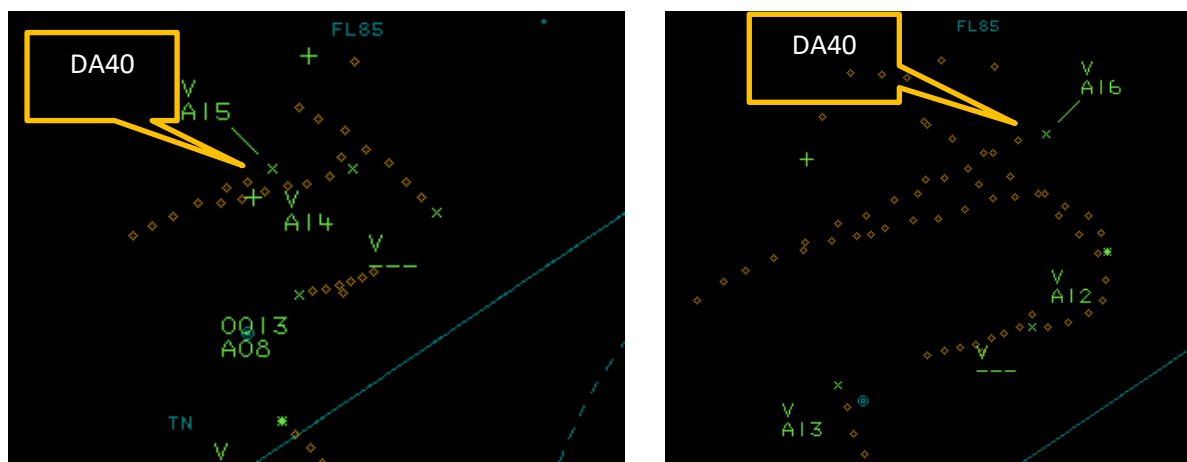 FL85
DA40
V
A15
V
A14
V
---
0013
A08
TN
V
FL85
DA40
V
A16
V
A12
V
---
V
A13